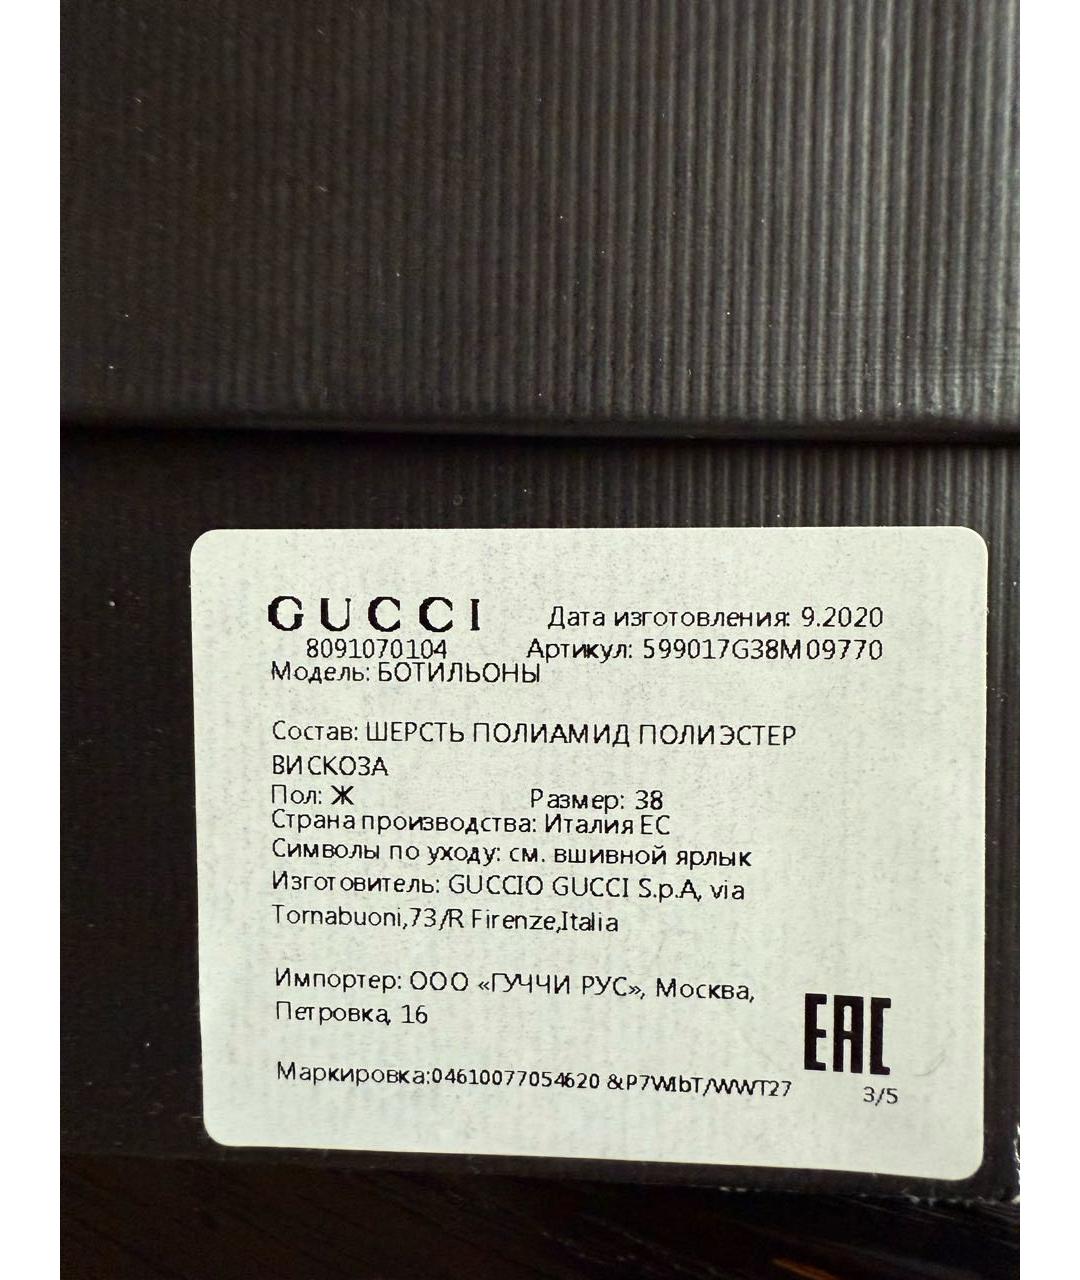 GUCCI Дата изготовления: 9.2020
8091070104 Артикул: 599017G38M09770
Модель: БОТИЛЬОНЫ
Состав: ШЕРСТЬ ПОЛИАМИД ПОЛИЭСТЕР
ВИСКОЗА
Пол: Ж Размер: 38
Страна производства: Италия ЕС
Символы по уходу: см. вшивной ярлык
Изготовитель: GUCCIO GUCCI S.p.A, via
Tornabuoni,73/R Firenze,Italia
Импортер: ООО «ГУЧЧИ РУС», Москва,
Петровка, 16
EAC
Маркировка:04610077054620 &P7WIbT/WWT27
3/5